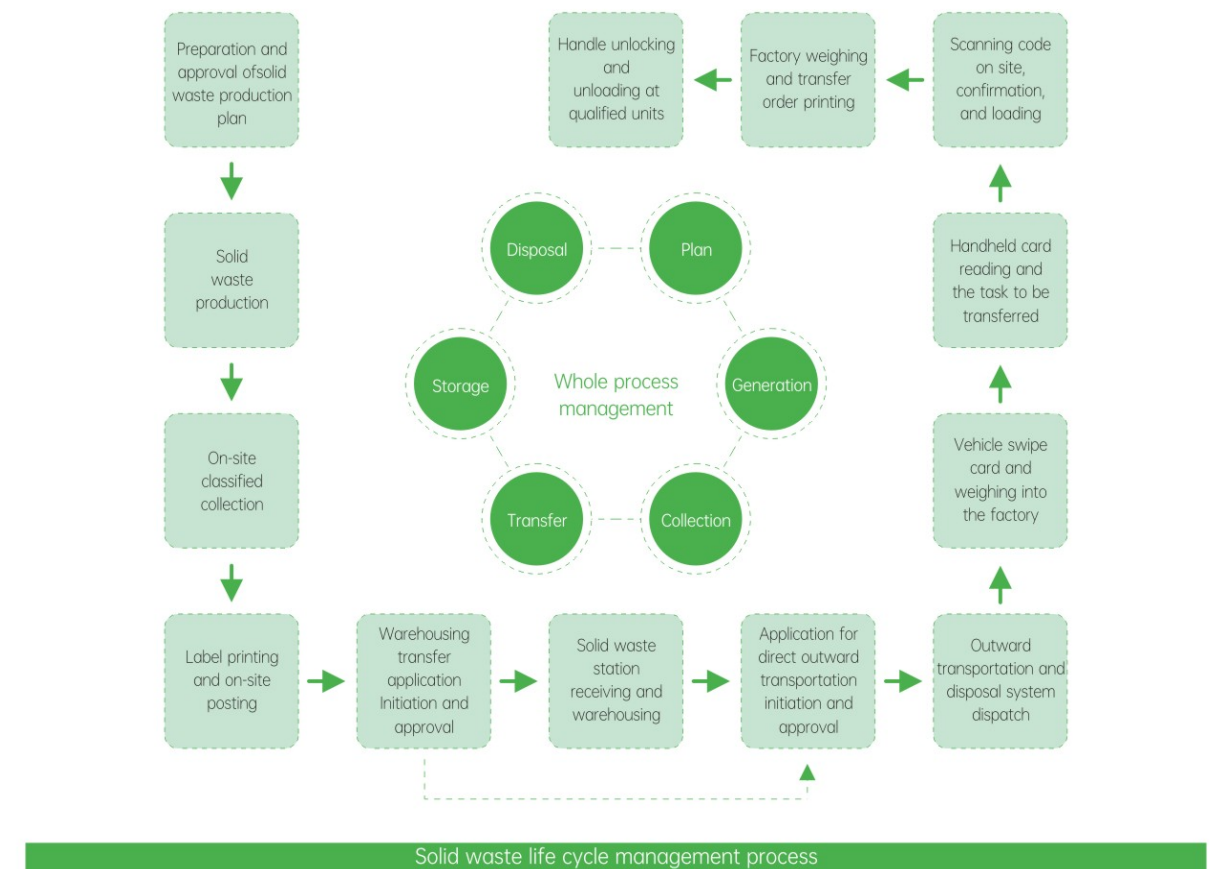 Preparation and
approval ofsolid
waste production
plan
Solid
waste
production
On-site
classified
collection
Label printing
and on-site
posting
Warehousing
transfer
application
Initiation and
approval
Solid waste
station
receiving and
warehousing
Application for
direct outward
transportation
initiation and
approval
Outward
transportation and
disposal system
dispatch
Vehicle swipe
card and
weighing into
the factory
Handheld card
reading and
the task to be
transferred
Scanning code
on site,
confirmation,
and loading
Factory weighing
and transfer
order printing
Handle unlocking
and
unloading at
qualified units
Whole process
management
Plan
Generation
Collection
Transfer
Storage
Disposal
Solid waste life cycle management process